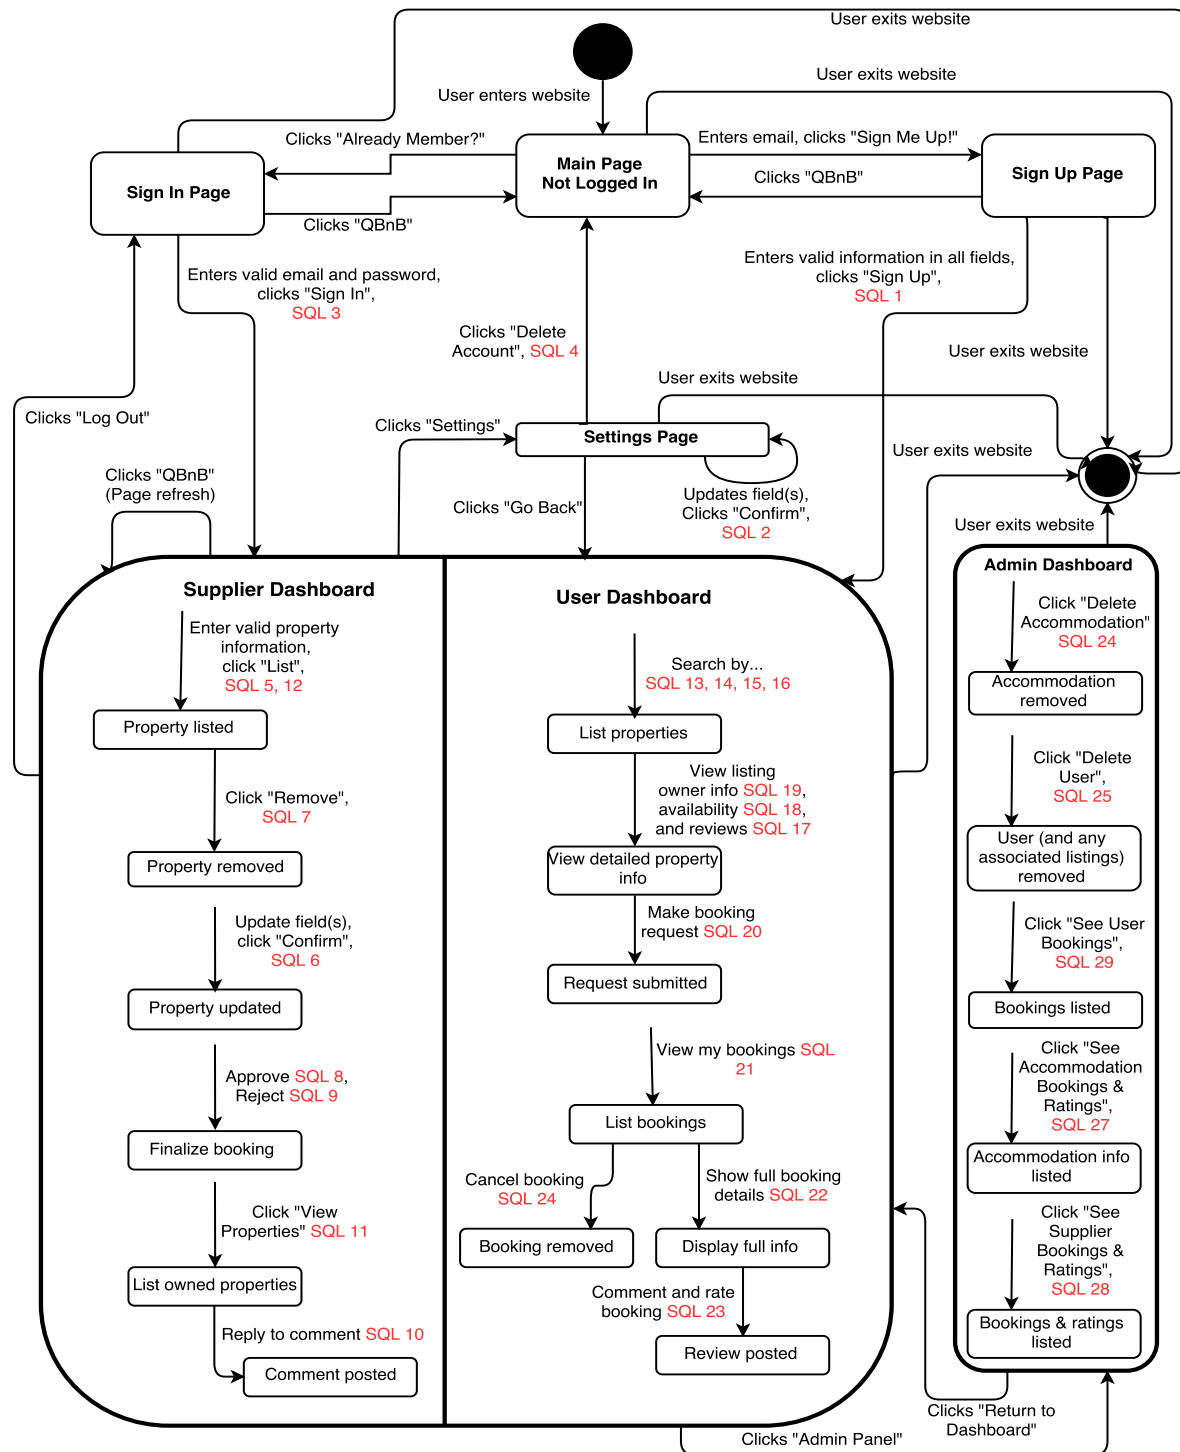 User exits website
User exits website
User enters website
Clicks "Already Member?"
Main Page
Not Logged In
Enters email, clicks "Sign Me Up!"
Sign In Page
Clicks "QBnB"
Sign Up Page
Clicks "QBnB"
Enters valid email and password,
clicks "Sign In",
SQL 3
Enters valid information in all fields,
clicks "Sign Up",
SQL 1
Clicks "Delete
Account", SQL 4
User exits website
User exits website
Clicks "Log Out"
Clicks "Settings"
Settings Page
User exits website
Clicks "QBnB"
(Page refresh)
Clicks "Go Back"
Updates field(s),
Clicks "Confirm",
SQL 2
User exits website
Supplier Dashboard
Enter valid property
information,
click "List",
SQL 5, 12
Property listed
Click "Remove",
SQL 7
Property removed
Update field(s),
click "Confirm",
SQL 6
Property updated
Approve SQL 8,
Reject SQL 9
Finalize booking
Click "View
Properties" SQL 11
List owned properties
Reply to comment SQL 10
Comment posted
User Dashboard
Search by...
SQL 13, 14, 15, 16
List properties
View listing
owner info SQL 19,
availability SQL 18,
and reviews SQL 17
View detailed property
info
Make booking
request SQL 20
Request submitted
View my bookings SQL
21
List bookings
Cancel booking
SQL 24
Show full booking
details SQL 22
Booking removed
Display full info
Comment and rate
booking SQL 23
Review posted
Admin Dashboard
Click "Delete
Accommodation"
SQL 24
Accommodation
removed
Click "Delete
User",
SQL 25
User (and any
associated listings)
removed
Click "See User
Bookings",
SQL 29
Bookings listed
Click "See
Accommodation
Bookings &
Ratings",
SQL 27
Accommodation info
listed
Click "See
Supplier
Bookings &
Ratings",
SQL 28
Bookings & ratings
listed
Clicks "Return to
Dashboard"
Clicks "Admin Panel"